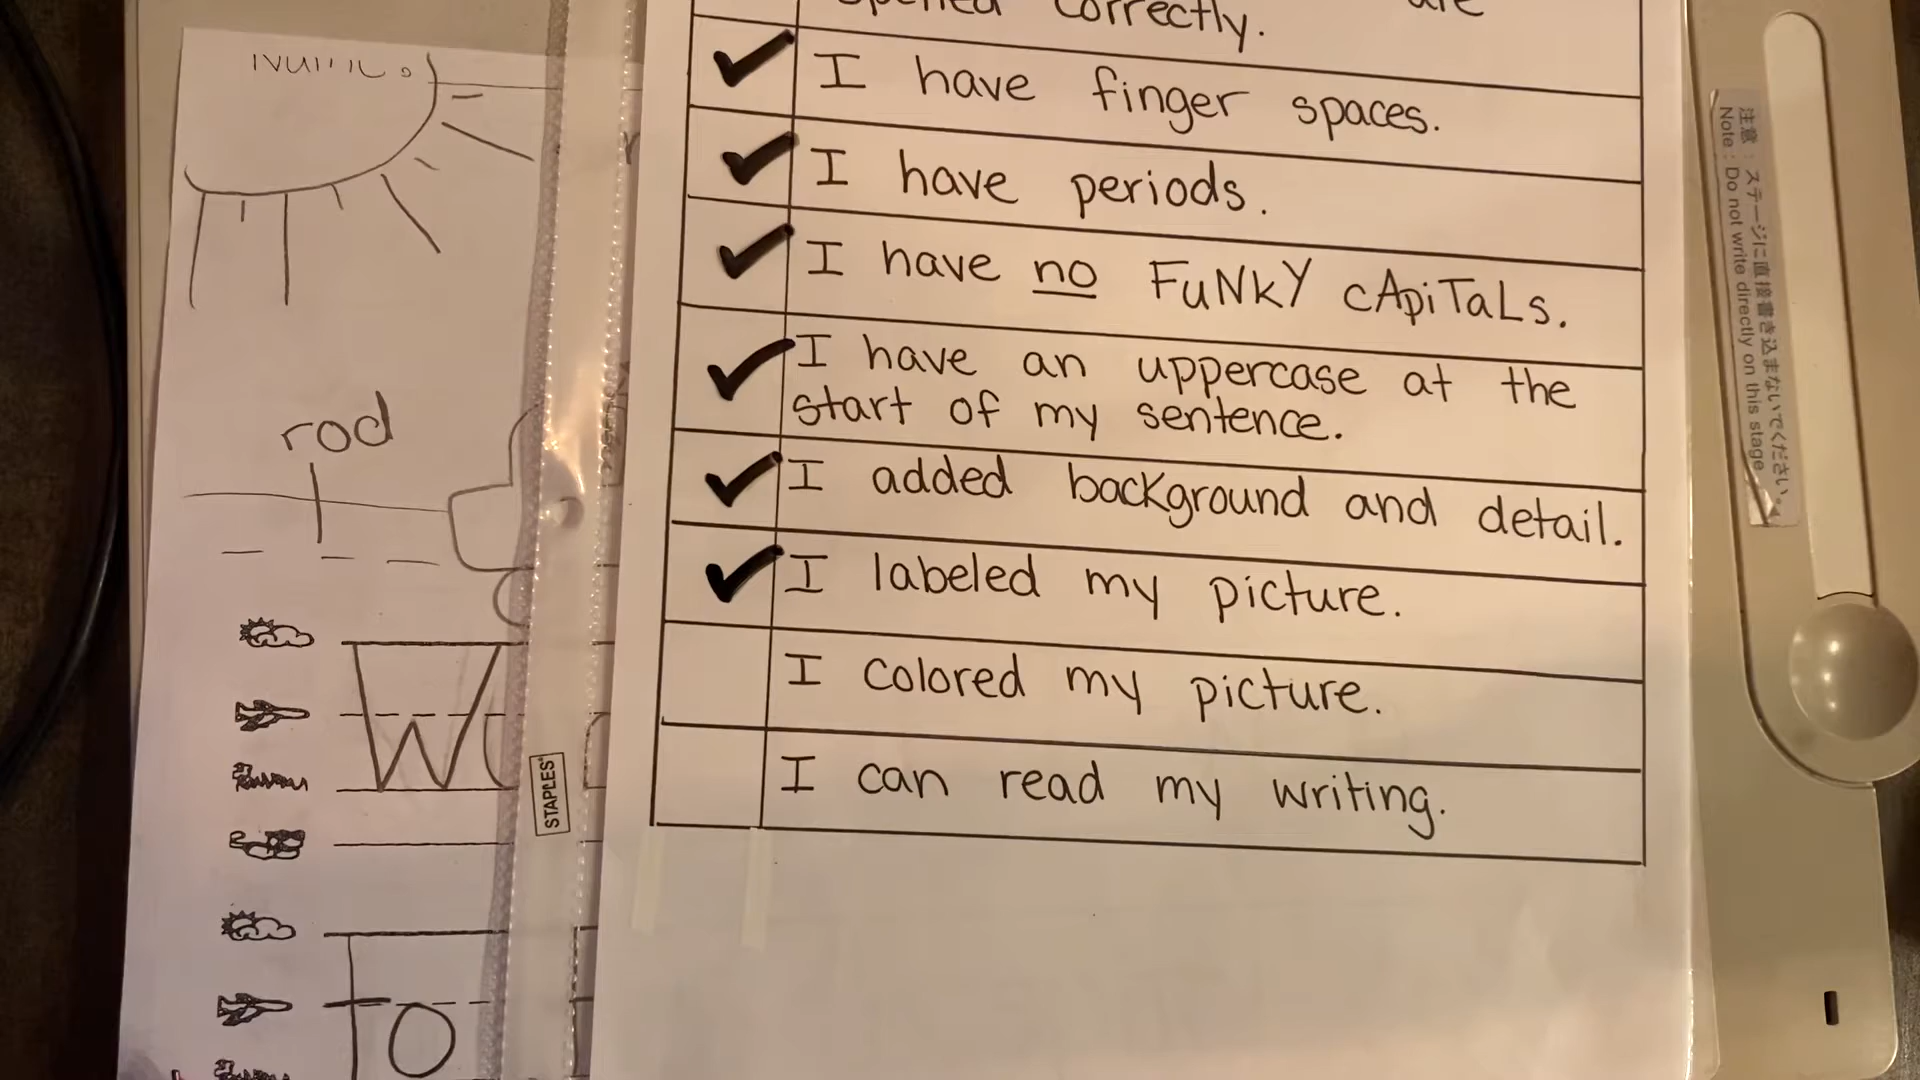 spelled correctly. are
I have finger spaces.
I have periods.
I have no FuNkY cApiTaLs.
I have an uppercase at the
start of my sentence.
I added background and detail.
I labeled my picture.
I colored my picture.
I can read my writing.
rod
STAPLES
注意：ステージに直接書き込まないでください。
Note : Do not write directly on this stage